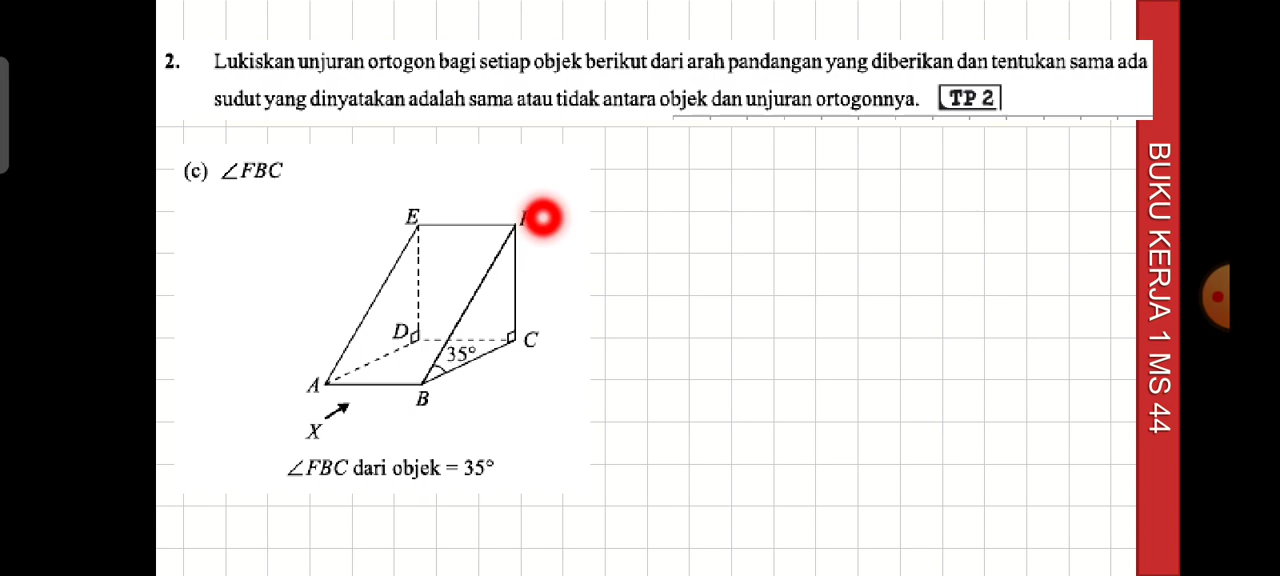 2. Lukiskan unjuran ortogon bagi setiap objek berikut dari arah pandangan yang diberikan dan tentukan sama ada
sudut yang dinyatakan adalah sama atau tidak antara objek dan unjuran ortogonnya. TP 2
(c) ∠FBC
E
D
C
35°
A
B
X
∠FBC dari objek = 35°
BUKU KERJA 1 MS 44